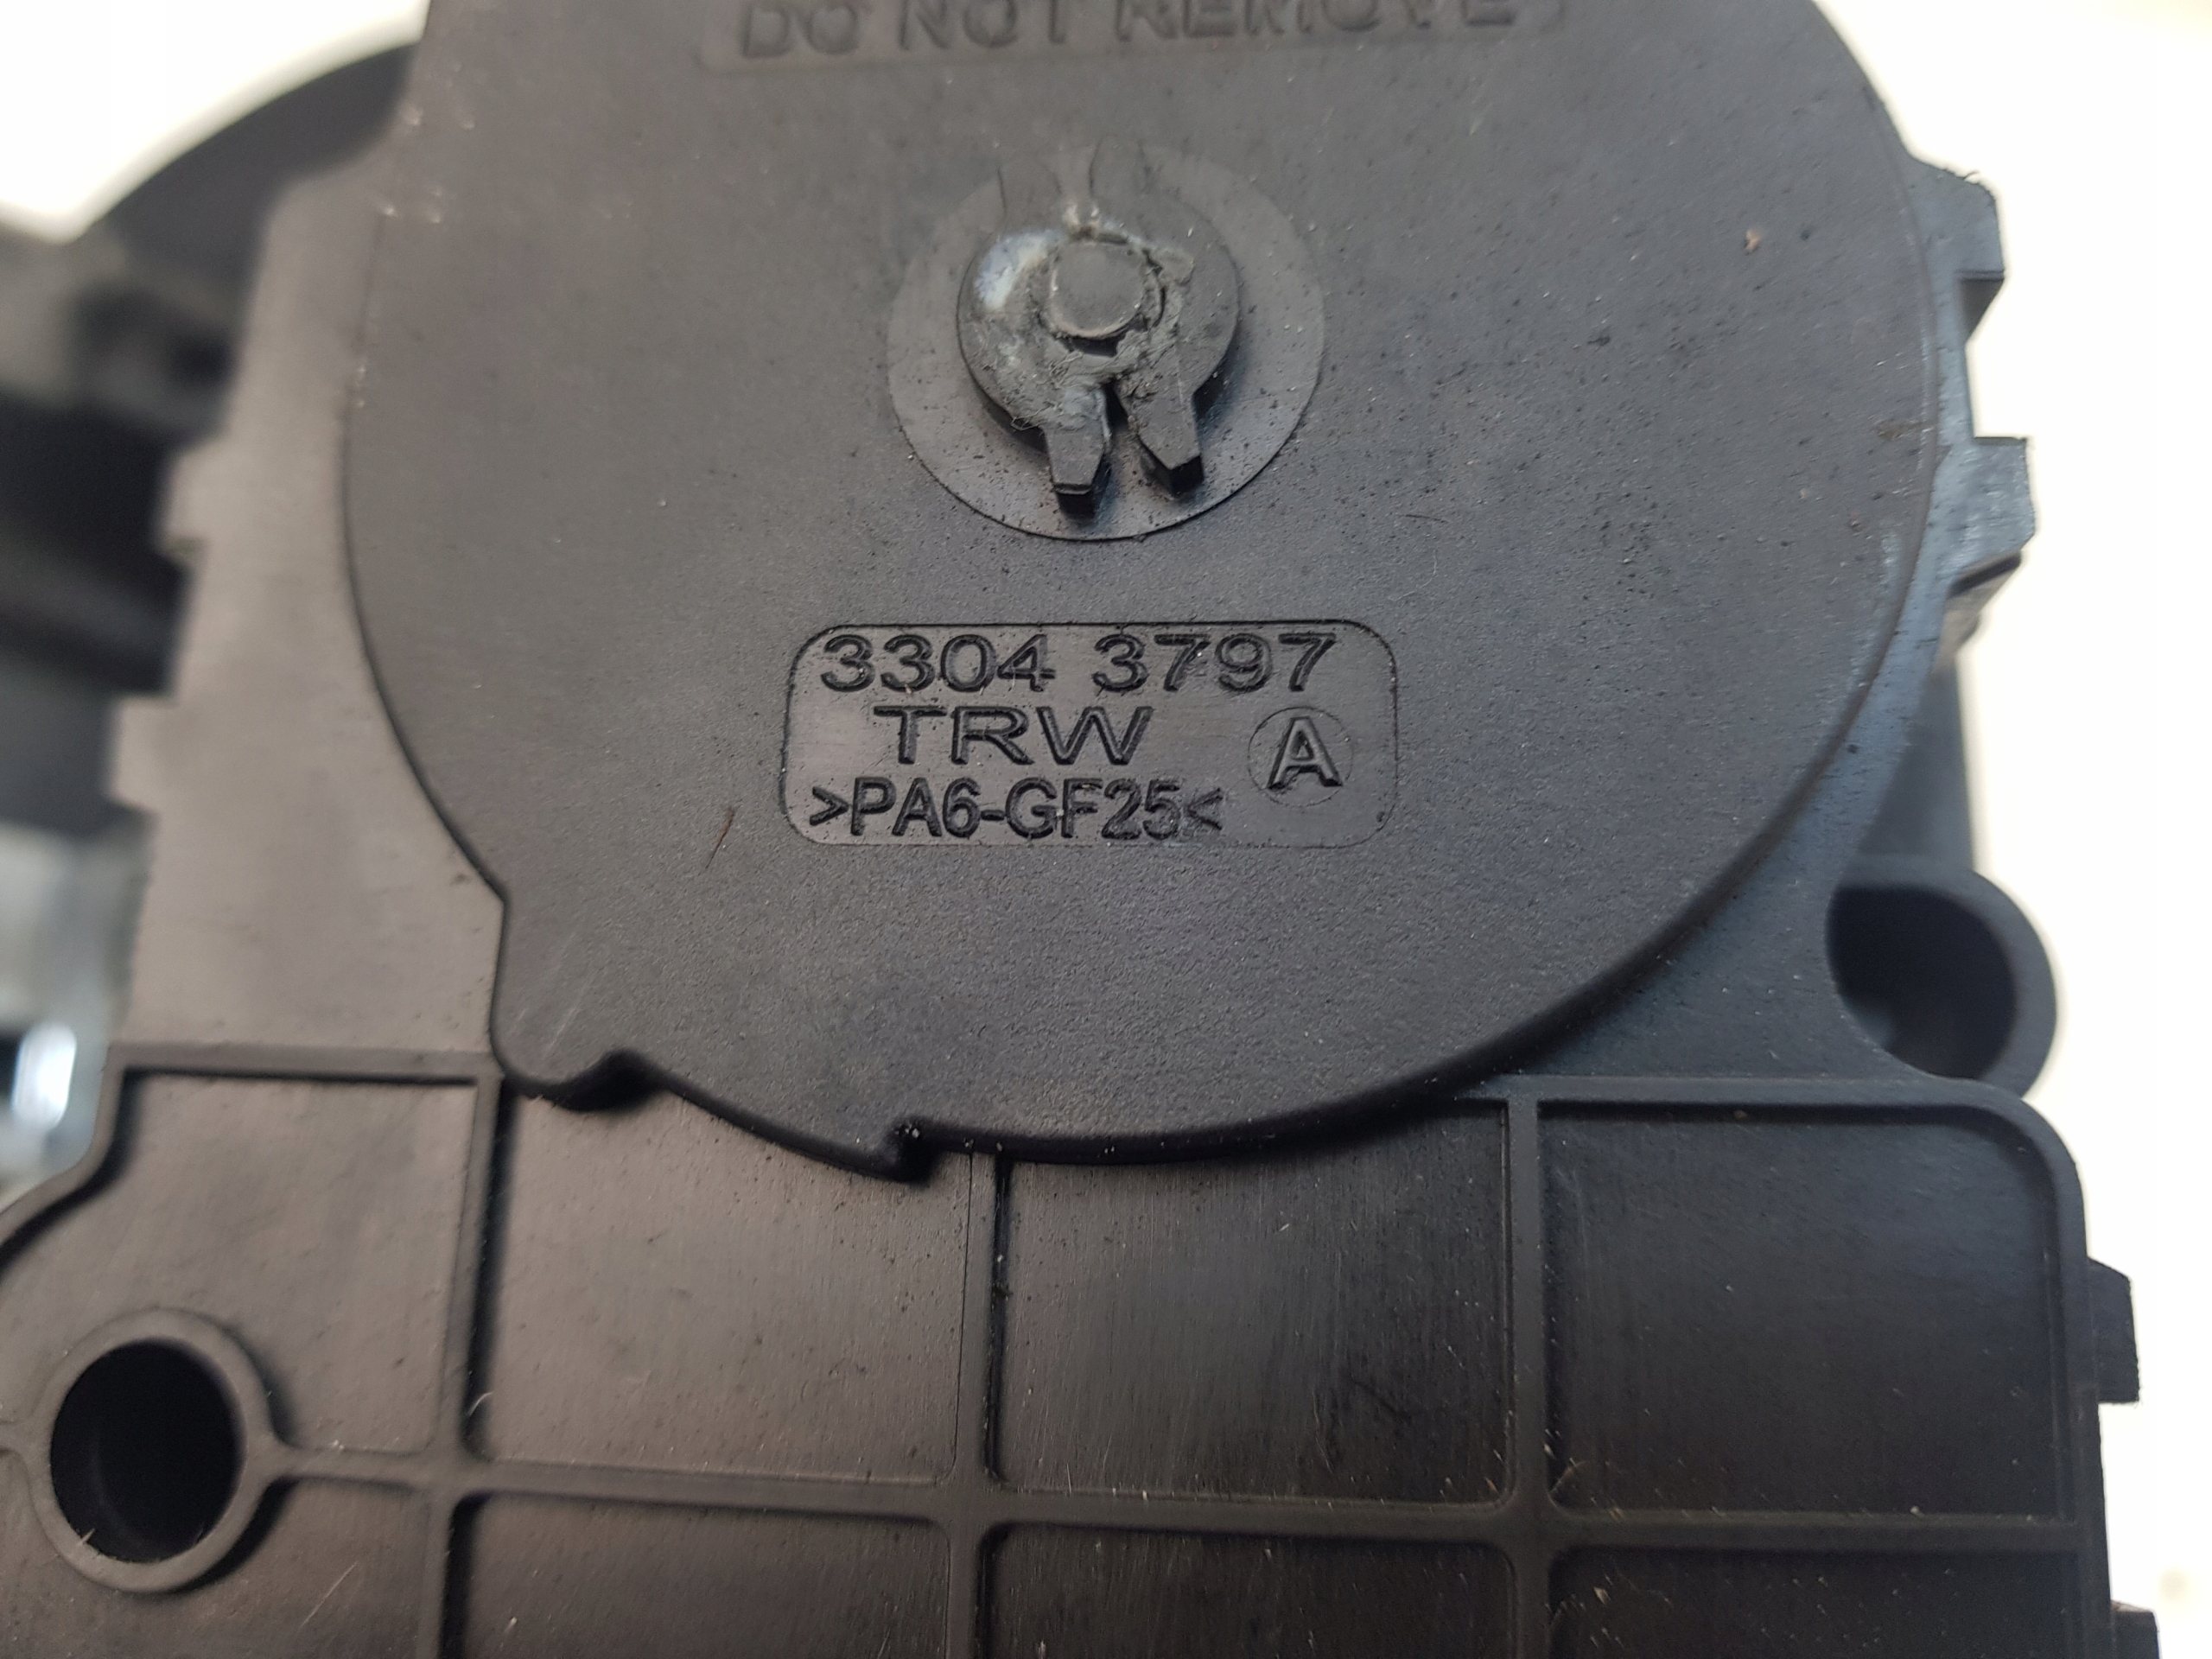 DO NOT REMOVE
3304 3797
TRW A
>PA6-GF25<